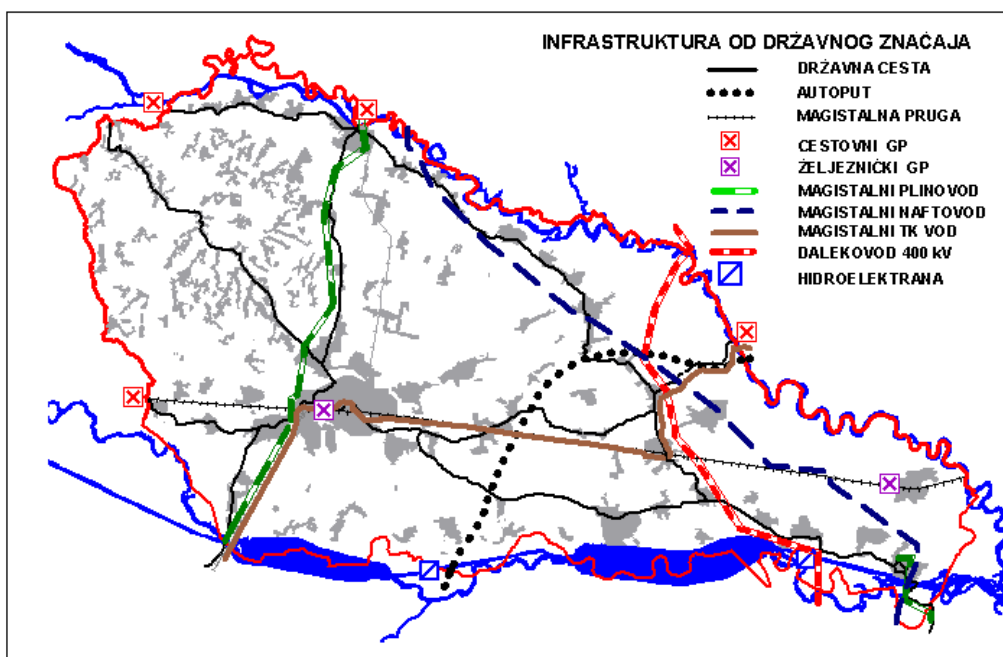 INFRASTRUKTURA OD DRŽAVNOG ZNAČAJA
DRŽAVNA CESTA
AUTOPUT
MAGISTALNA PRUGA
CESTOVNI GP
ŽELJEZNIČKI GP
MAGISTALNI PLINOVOD
MAGISTALNI NAFTOVOD
MAGISTALNI TK VOD
DALEKOVOD 400 kV
HIDROELEKTRANA